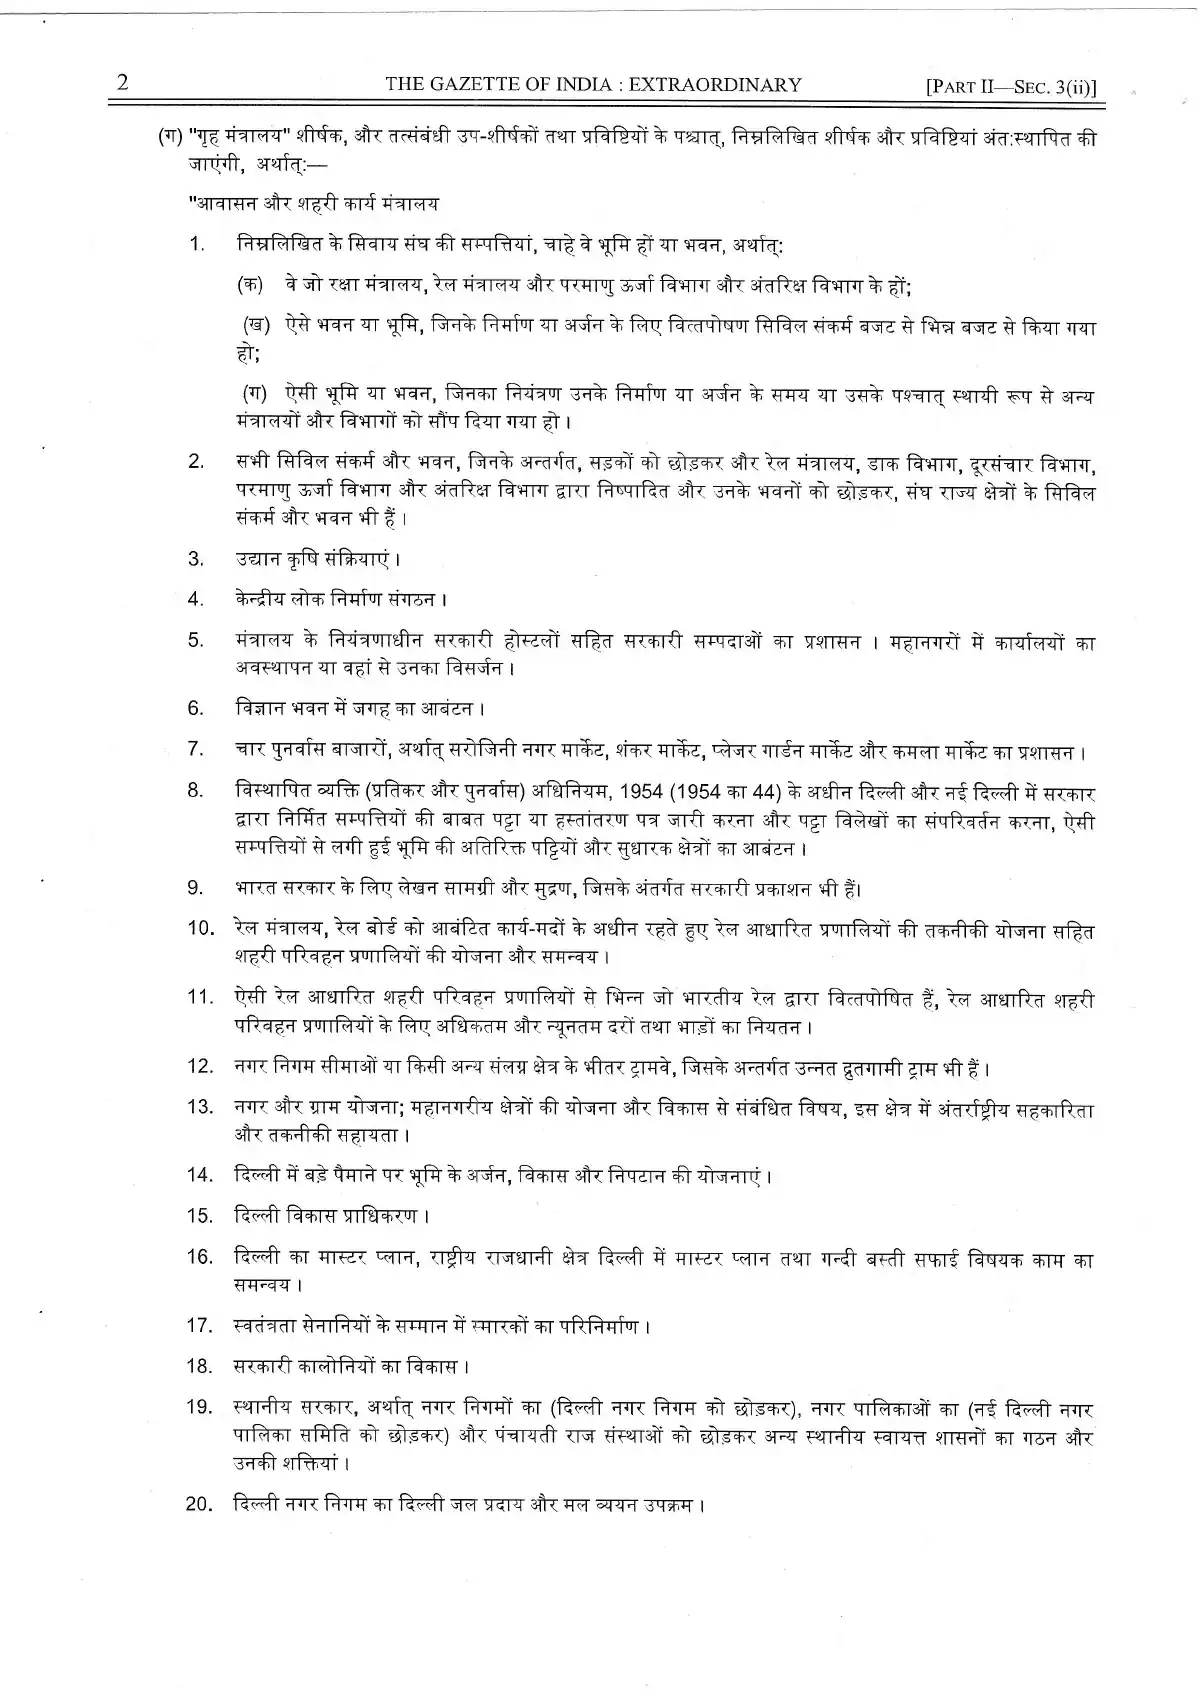 2
THE GAZETTE OF INDIA : EXTRAORDINARY
[PART II—SEC. 3(ii)]
(ग) "गृह मंत्रालय" शीर्षक, और तत्संबंधी उप-शीर्षकों तथा प्रविष्टियों के पश्चात्, निम्नलिखित शीर्षक और प्रविष्टियां अंत:स्थापित की
जाएंगी, अर्थात्:—
"आवासन और शहरी कार्य मंत्रालय
1. निम्नलिखित के सिवाय संघ की सम्पत्तियां, चाहे वे भूमि हों या भवन, अर्थात्:
(क) वे जो रक्षा मंत्रालय, रेल मंत्रालय और परमाणु ऊर्जा विभाग और अंतरिक्ष विभाग के हों;
(ख) ऐसे भवन या भूमि, जिनके निर्माण या अर्जन के लिए वित्तपोषण सिविल संकर्म बजट से भिन्न बजट से किया गया
हो;
(ग) ऐसी भूमि या भवन, जिनका नियंत्रण उनके निर्माण या अर्जन के समय या उसके पश्चात् स्थायी रूप से अन्य
मंत्रालयों और विभागों को सौंप दिया गया हो ।
2. सभी सिविल संकर्म और भवन, जिनके अन्तर्गत, सड़कों को छोड़कर और रेल मंत्रालय, डाक विभाग, दूरसंचार विभाग,
परमाणु ऊर्जा विभाग और अंतरिक्ष विभाग द्वारा निष्पादित और उनके भवनों को छोड़कर, संघ राज्य क्षेत्रों के सिविल
संकर्म और भवन भी हैं ।
3. उद्यान कृषि संक्रियाएं ।
4. केन्द्रीय लोक निर्माण संगठन ।
5. मंत्रालय के नियंत्रणाधीन सरकारी होस्टलों सहित सरकारी सम्पदाओं का प्रशासन । महानगरों में कार्यालयों का
अवस्थापन या वहां से उनका विसर्जन ।
6. विज्ञान भवन में जगह का आबंटन ।
7. चार पुनर्वास बाजारों, अर्थात् सरोजिनी नगर मार्केट, शंकर मार्केट, प्लेजर गार्डन मार्केट और कमला मार्केट का प्रशासन ।
8. विस्थापित व्यक्ति (प्रतिकर और पुनर्वास) अधिनियम, 1954 (1954 का 44) के अधीन दिल्ली और नई दिल्ली में सरकार
द्वारा निर्मित सम्पत्तियों की बाबत पट्टा या हस्तांतरण पत्र जारी करना और पट्टा विलेखों का संपरिवर्तन करना, ऐसी
सम्पत्तियों से लगी हुई भूमि की अतिरिक्त पट्टियों और सुधारक क्षेत्रों का आबंटन ।
9. भारत सरकार के लिए लेखन सामग्री और मुद्रण, जिसके अंतर्गत सरकारी प्रकाशन भी हैं।
10. रेल मंत्रालय, रेल बोर्ड को आबंटित कार्य-मदों के अधीन रहते हुए रेल आधारित प्रणालियों की तकनीकी योजना सहित
शहरी परिवहन प्रणालियों की योजना और समन्वय ।
11. ऐसी रेल आधारित शहरी परिवहन प्रणालियों से भिन्न जो भारतीय रेल द्वारा वित्तपोषित हैं, रेल आधारित शहरी
परिवहन प्रणालियों के लिए अधिकतम और न्यूनतम दरों तथा भाडों का नियतन ।
12. नगर निगम सीमाओं या किसी अन्य संलग्न क्षेत्र के भीतर ट्रामवे, जिसके अन्तर्गत उन्नत द्रुतगामी ट्राम भी हैं ।
13. नगर और ग्राम योजना; महानगरीय क्षेत्रों की योजना और विकास से संबंधित विषय, इस क्षेत्र में अंतर्राष्ट्रीय सहकारिता
और तकनीकी सहायता ।
14. दिल्ली में बड़े पैमाने पर भूमि के अर्जन, विकास और निपटान की योजनाएं ।
15. दिल्ली विकास प्राधिकरण ।
16. दिल्ली का मास्टर प्लान, राष्ट्रीय राजधानी क्षेत्र दिल्ली में मास्टर प्लान तथा गन्दी बस्ती सफाई विषयक काम का
समन्वय ।
17. स्वतंत्रता सेनानियों के सम्मान में स्मारकों का परिनिर्माण ।
18. सरकारी कालोनियों का विकास ।
19. स्थानीय सरकार, अर्थात् नगर निगमों का (दिल्ली नगर निगम को छोड़कर), नगर पालिकाओं का (नई दिल्ली नगर
पालिका समिति को छोड़कर) और पंचायती राज संस्थाओं को छोड़कर अन्य स्थानीय स्वायत्त शासनों का गठन और
उनकी शक्तियां ।
20. दिल्ली नगर निगम का दिल्ली जल प्रदाय और मल व्ययन उपक्रम ।